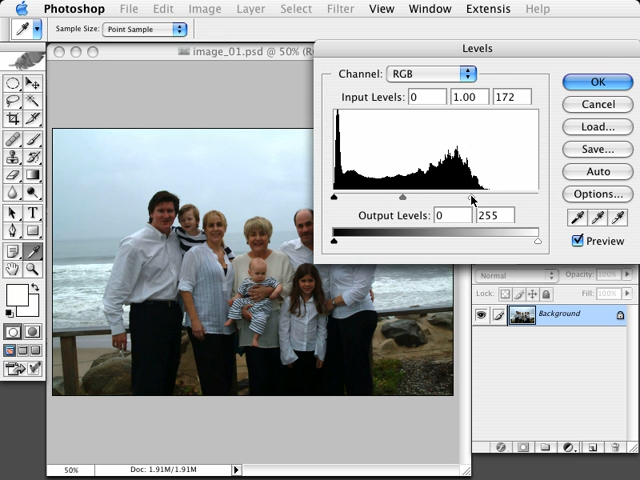 Photoshop File Edit Image Layer Select Filter View Window Extensis Help
Sample Size: Point Sample
image_01.psd @ 50%
Levels
Channel: RGB
Input Levels: 0 1.00 172
Output Levels: 0 255
OK
Cancel
Load...
Save...
Auto
Options...
Preview
Normal Opacity: 100%
Lock: Fill: 100%
Background
50% Doc: 1.91M/1.91M